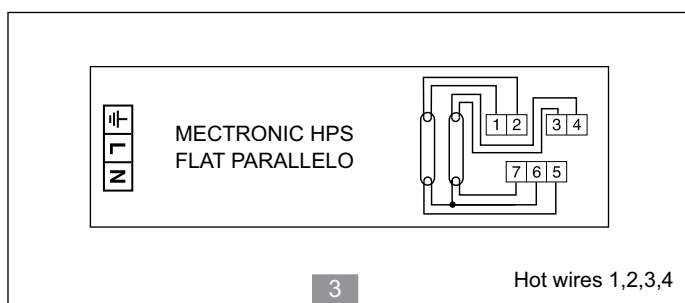 L
N
MECTRONIC HPS
FLAT PARALLELO
1 2
3 4
7 6 5
3
Hot wires 1,2,3,4